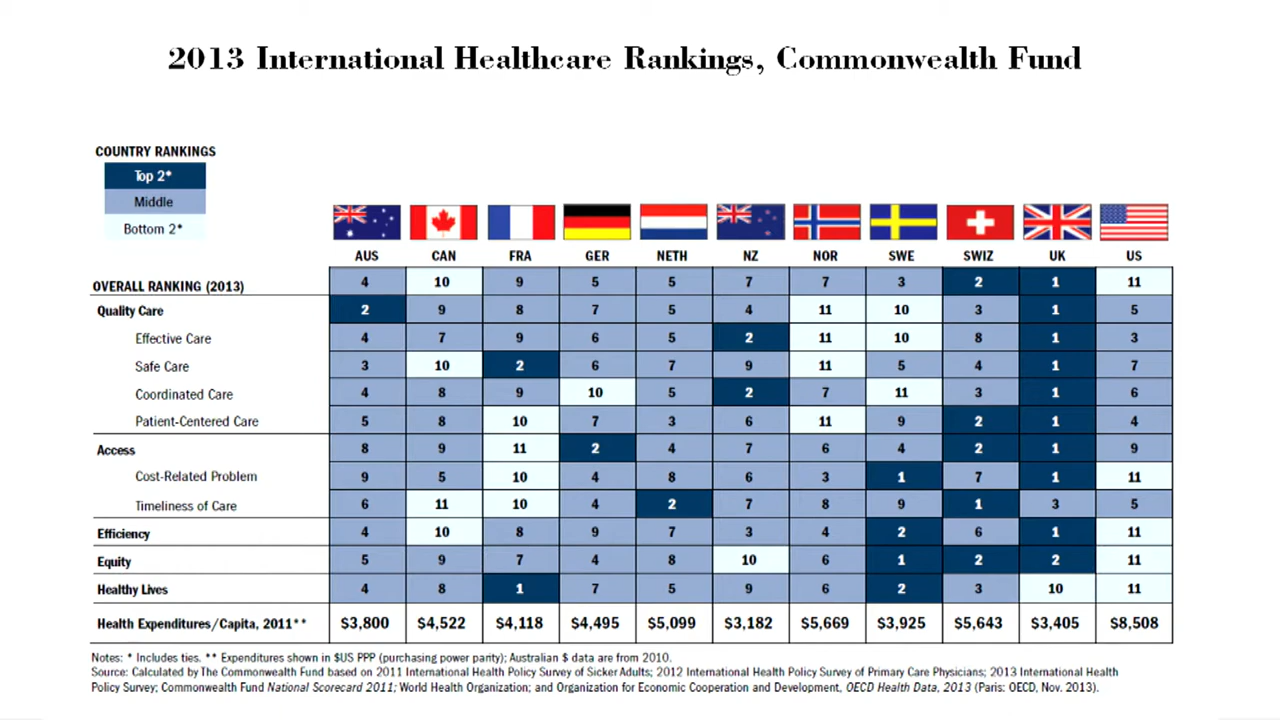 2013 International Healthcare Rankings, Commonwealth Fund
COUNTRY RANKINGS
Top 2*
Middle
Bottom 2*
AUS CAN FRA GER NETH NZ NOR SWE SWIZ UK US
OVERALL RANKING (2013) 4 10 9 5 5 7 7 3 2 1 11
Quality Care 2 9 8 7 5 4 11 10 3 1 5
Effective Care 4 7 9 6 5 2 11 10 8 1 3
Safe Care 3 10 2 6 7 9 11 5 4 1 7
Coordinated Care 4 8 9 10 5 2 7 11 3 1 6
Patient-Centered Care 5 8 10 7 3 6 11 9 2 1 4
Access 8 9 11 2 4 7 6 4 2 1 9
Cost-Related Problem 9 5 10 4 8 6 3 1 7 1 11
Timeliness of Care 6 11 10 4 2 7 8 9 1 3 5
Efficiency 4 10 8 9 7 3 4 2 6 1 11
Equity 5 9 7 4 8 10 6 1 2 2 11
Healthy Lives 4 8 1 7 5 9 6 2 3 10 11
Health Expenditures/Capita, 2011** $3,800 $4,522 $4,118 $4,495 $5,099 $3,182 $5,669 $3,925 $5,643 $3,405 $8,508
Notes: * Includes ties. ** Expenditures shown in $US PPP (purchasing power parity); Australian $ data are from 2010.
Source: Calculated by The Commonwealth Fund based on 2011 International Health Policy Survey of Sicker Adults; 2012 International Health Policy Survey of Primary Care Physicians; 2013 International Health
Policy Survey; Commonwealth Fund National Scorecard 2011; World Health Organization; and Organization for Economic Cooperation and Development, OECD Health Data, 2013 (Paris: OECD, Nov. 2013).